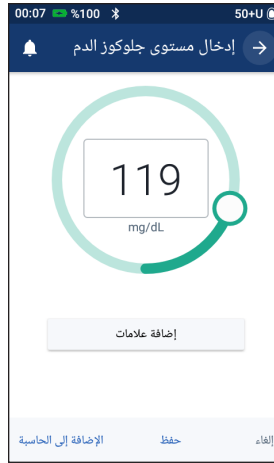 00:07 %100 50+U
إدخال مستوى جلوكوز الدم
119
mg/dL
إضافة علامات
إلغاء حفظ الإضافة إلى الحاسبة